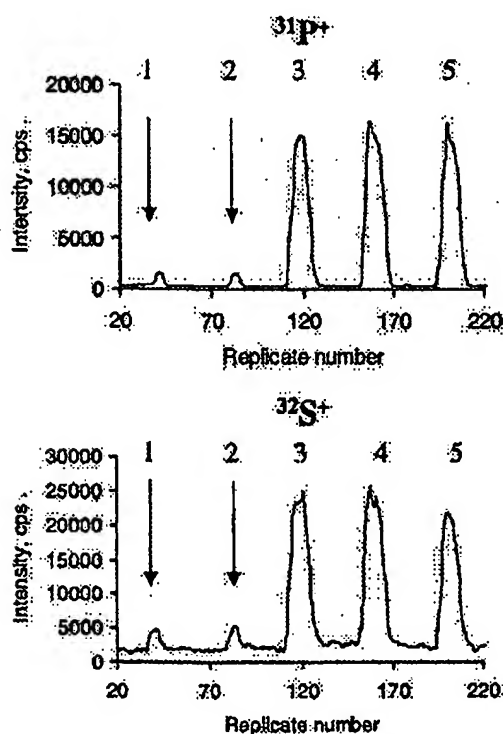 ³¹P+
1 2 3 4 5
20000
15000
10000
5000
0
Intensity, cps
20 70 120 170 220
Replicate number
³²S+
1 2 3 4 5
30000
25000
20000
15000
10000
5000
0
Intensity, cps
20 70 120 170 220
Replicate number